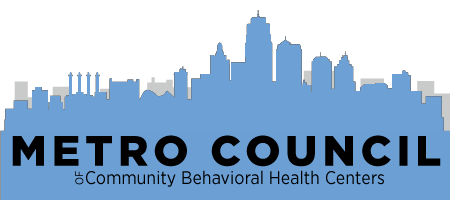 METRO COUNCIL
OF Community Behavioral Health Centers